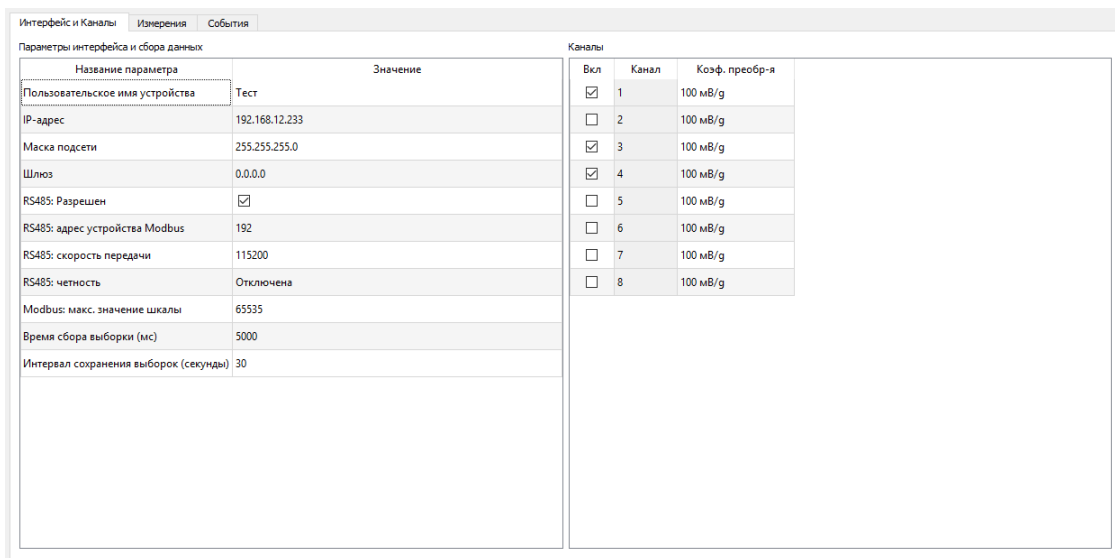 Интерфейс и Каналы Измерения События
Параметры интерфейса и сбора данных
Название параметра Значение
Пользовательское имя устройства Тест
IP-адрес 192.168.12.233
Маска подсети 255.255.255.0
Шлюз 0.0.0.0
RS485: Разрешен
RS485: адрес устройства Modbus 192
RS485: скорость передачи 115200
RS485: четность Отключена
Modbus: макс. значение шкалы 65535
Время сбора выборки (мс) 5000
Интервал сохранения выборок (секунды) 30
Каналы
Вкл Канал Коэф. преобр-я
1 100 мВ/g
2 100 мВ/g
3 100 мВ/g
4 100 мВ/g
5 100 мВ/g
6 100 мВ/g
7 100 мВ/g
8 100 мВ/g